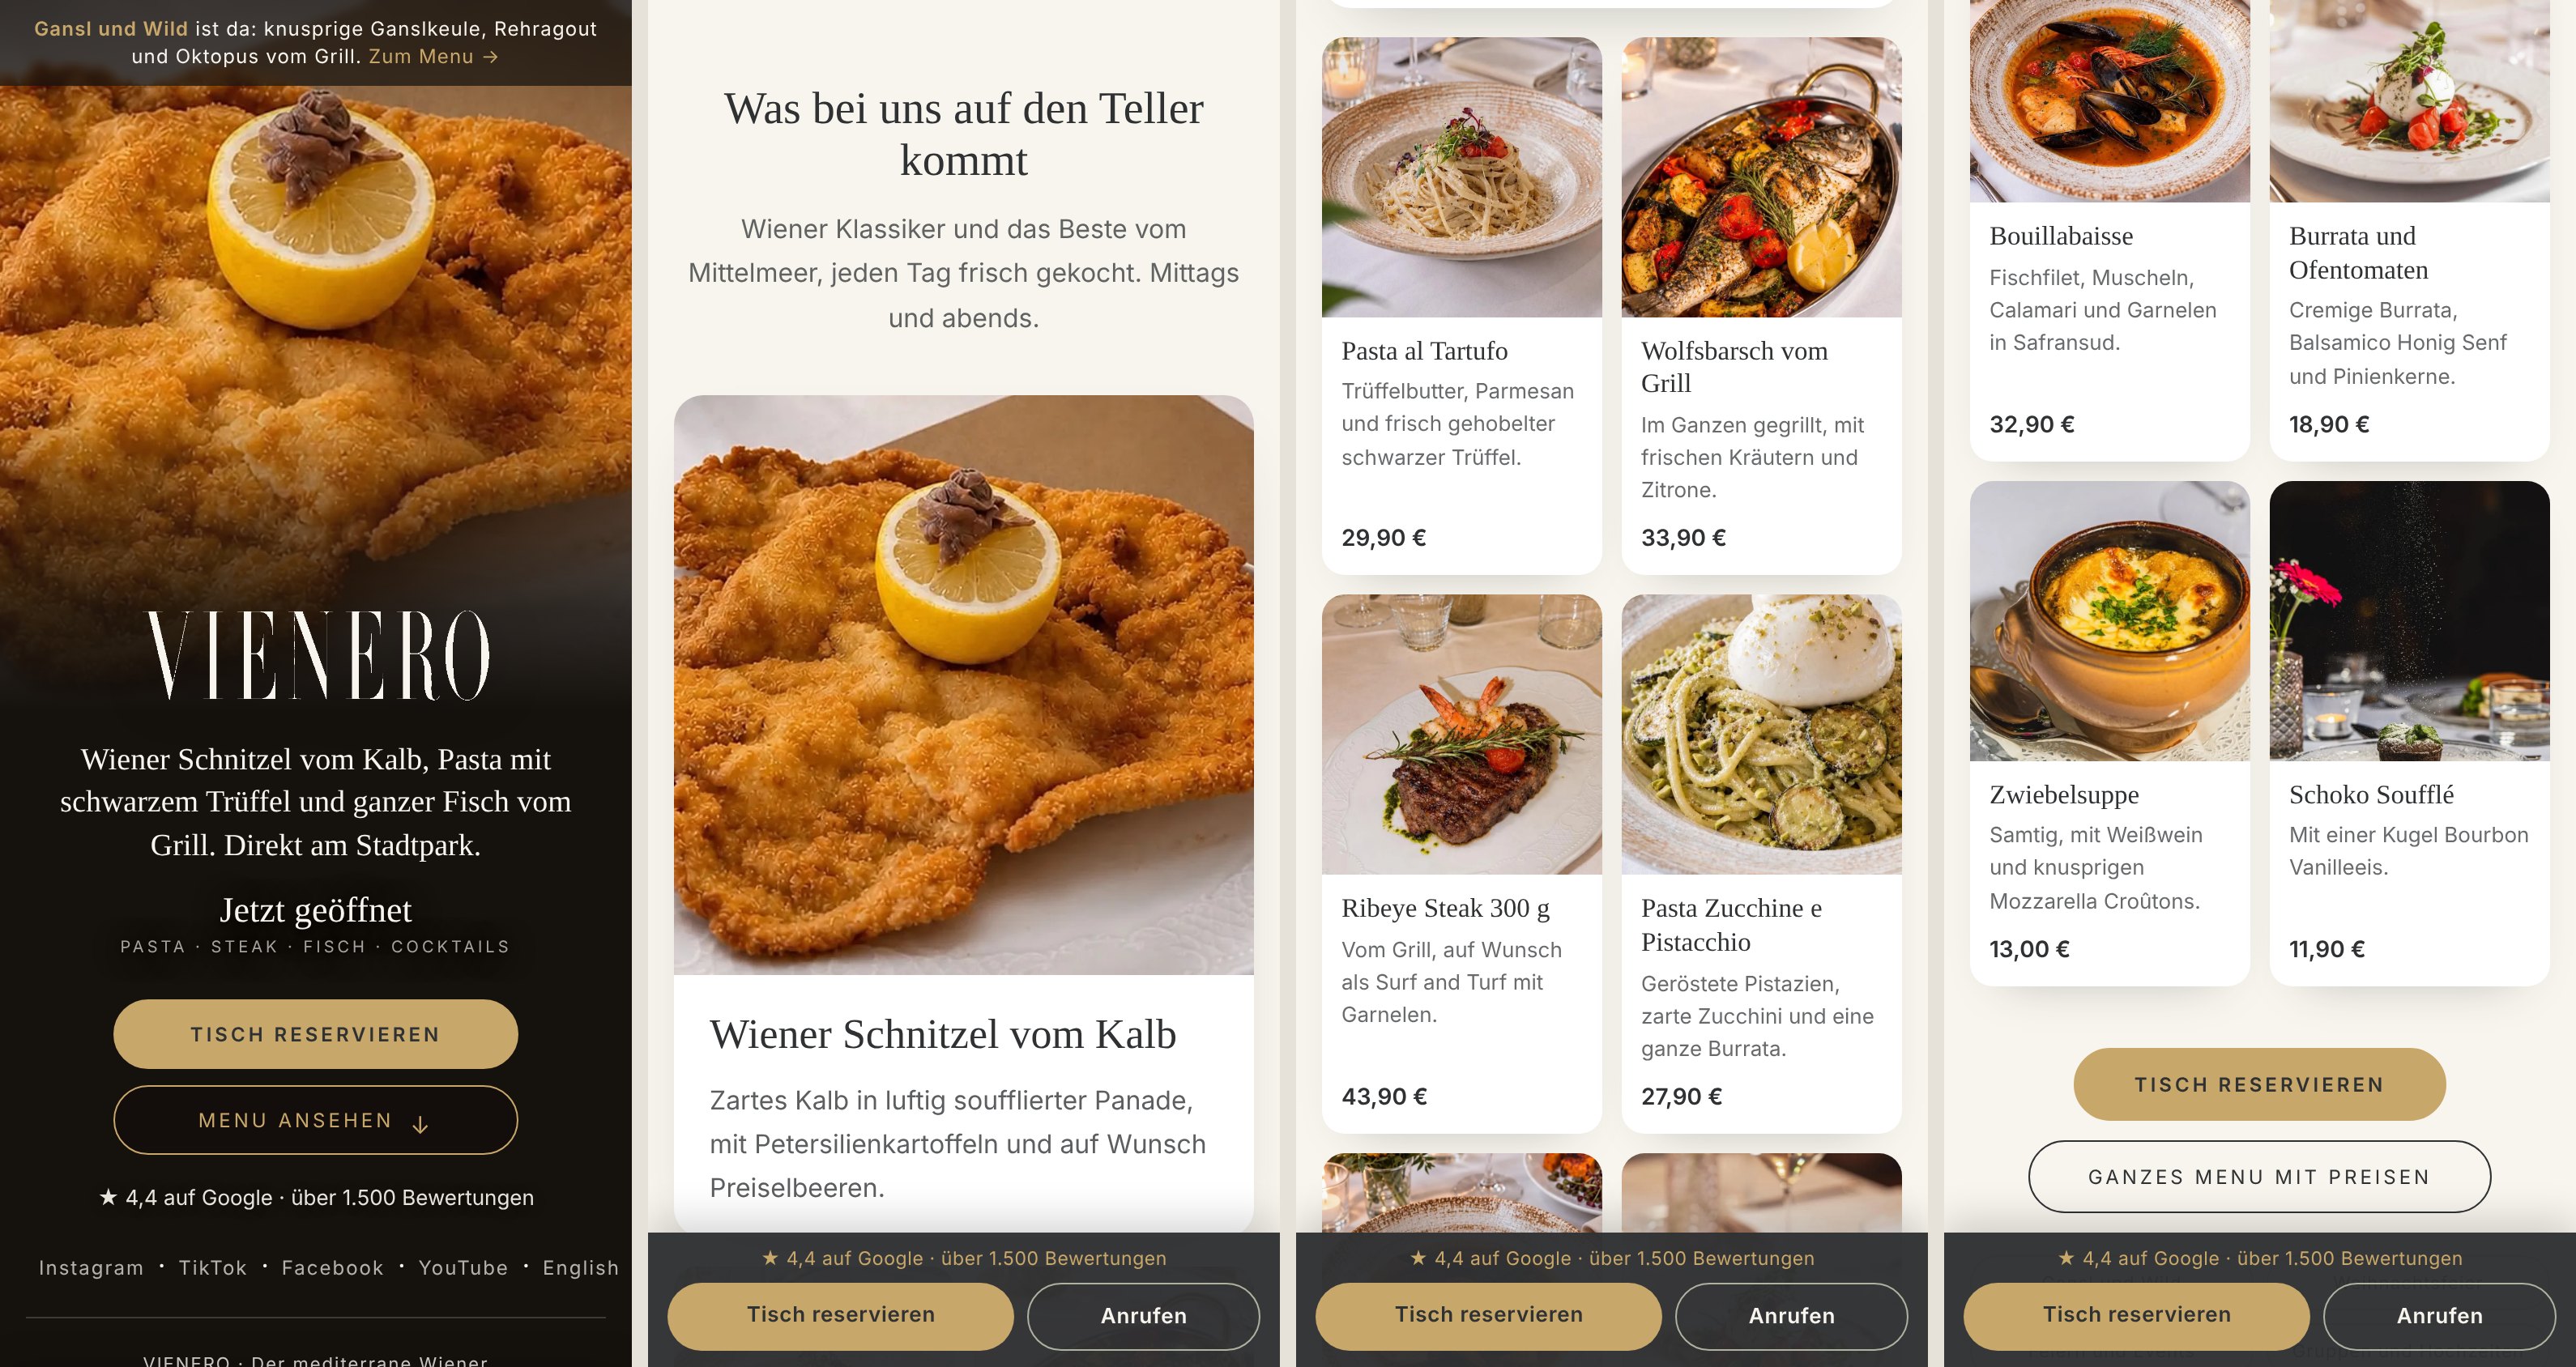 Gansl und Wild ist da: knusprige Ganslkeule, Rehragout
und Oktopus vom Grill. Zum Menu →
VIENERO
Wiener Schnitzel vom Kalb, Pasta mit
schwarzem Trüffel und ganzer Fisch vom
Grill. Direkt am Stadtpark.
Jetzt geöffnet
PASTA · STEAK · FISCH · COCKTAILS
TISCH RESERVIEREN
MENU ANSEHEN ↓
★ 4,4 auf Google · über 1.500 Bewertungen
Instagram · TikTok · Facebook · YouTube · English
VIENERO · Der mediterrane Wiener
Was bei uns auf den Teller
kommt
Wiener Klassiker und das Beste vom
Mittelmeer, jeden Tag frisch gekocht. Mittags
und abends.
Wiener Schnitzel vom Kalb
Zartes Kalb in luftig soufflierter Panade,
mit Petersilienkartoffeln und auf Wunsch
Preiselbeeren.
★ 4,4 auf Google · über 1.500 Bewertungen
Tisch reservieren
Anrufen
Pasta al Tartufo
Trüffelbutter, Parmesan
und frisch gehobelter
schwarzer Trüffel.
29,90 €
Wolfsbarsch vom
Grill
Im Ganzen gegrillt, mit
frischen Kräutern und
Zitrone.
33,90 €
Ribeye Steak 300 g
Vom Grill, auf Wunsch
als Surf and Turf mit
Garnelen.
43,90 €
Pasta Zucchine e
Pistacchio
Geröstete Pistazien,
zarte Zucchini und eine
ganze Burrata.
27,90 €
★ 4,4 auf Google · über 1.500 Bewertungen
Tisch reservieren
Anrufen
Bouillabaisse
Fischfilet, Muscheln,
Calamari und Garnelen
in Safransud.
32,90 €
Burrata und
Ofentomaten
Cremige Burrata,
Balsamico Honig Senf
und Pinienkerne.
18,90 €
Zwiebelsuppe
Samtig, mit Weißwein
und knusprigen
Mozzarella Croûtons.
13,00 €
Schoko Soufflé
Mit einer Kugel Bourbon
Vanilleeis.
11,90 €
TISCH RESERVIEREN
GANZES MENU MIT PREISEN
★ 4,4 auf Google · über 1.500 Bewertungen
Tisch reservieren
Anrufen